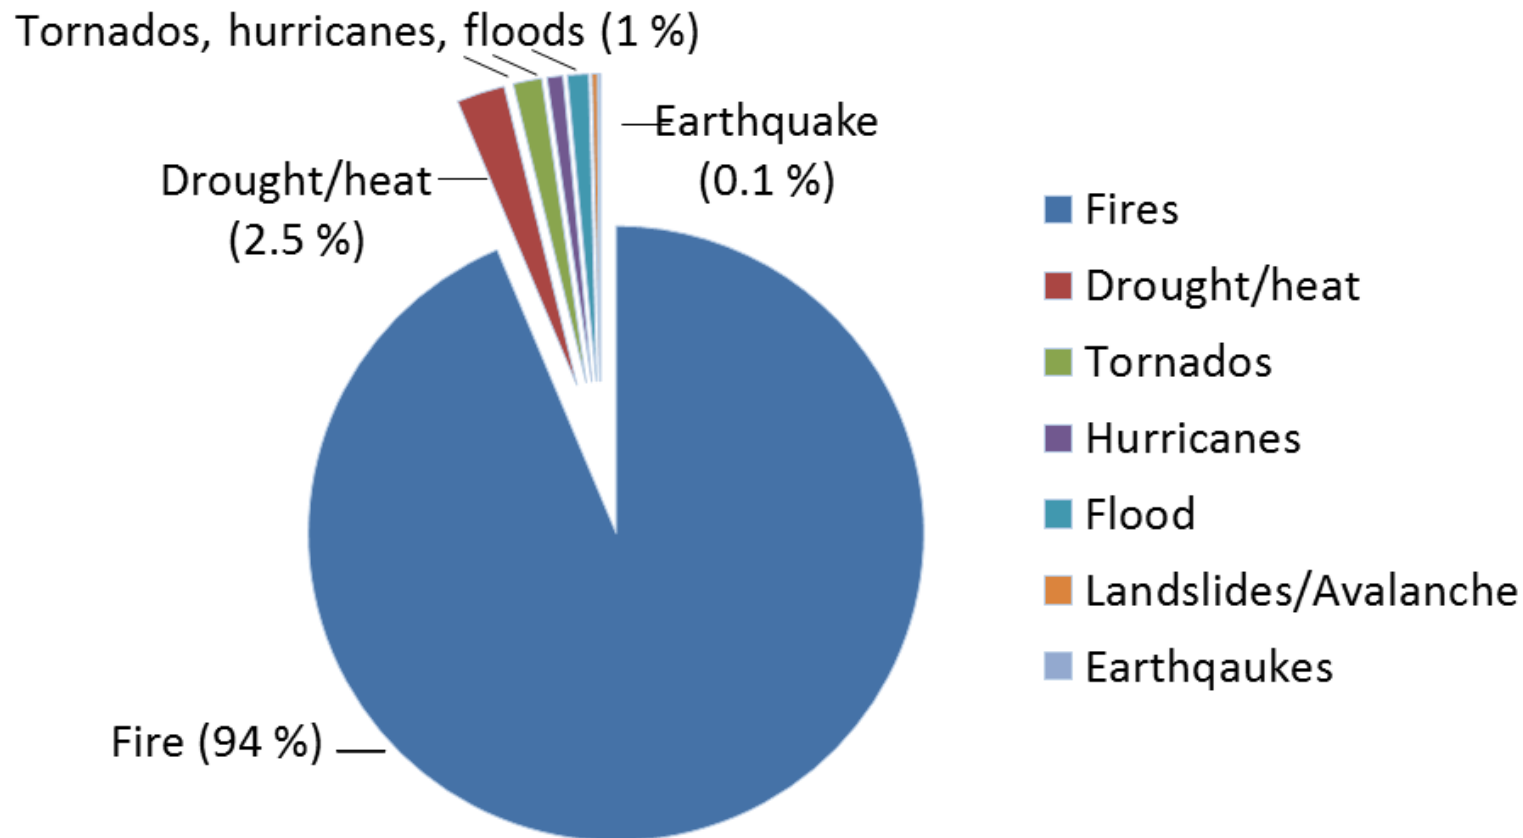 Tornados, hurricanes, floods (1 %)
Earthquake
(0.1 %)
Drought/heat
(2.5 %)
Fire (94 %)
Fires
Drought/heat
Tornados
Hurricanes
Flood
Landslides/Avalanche
Earthqaukes